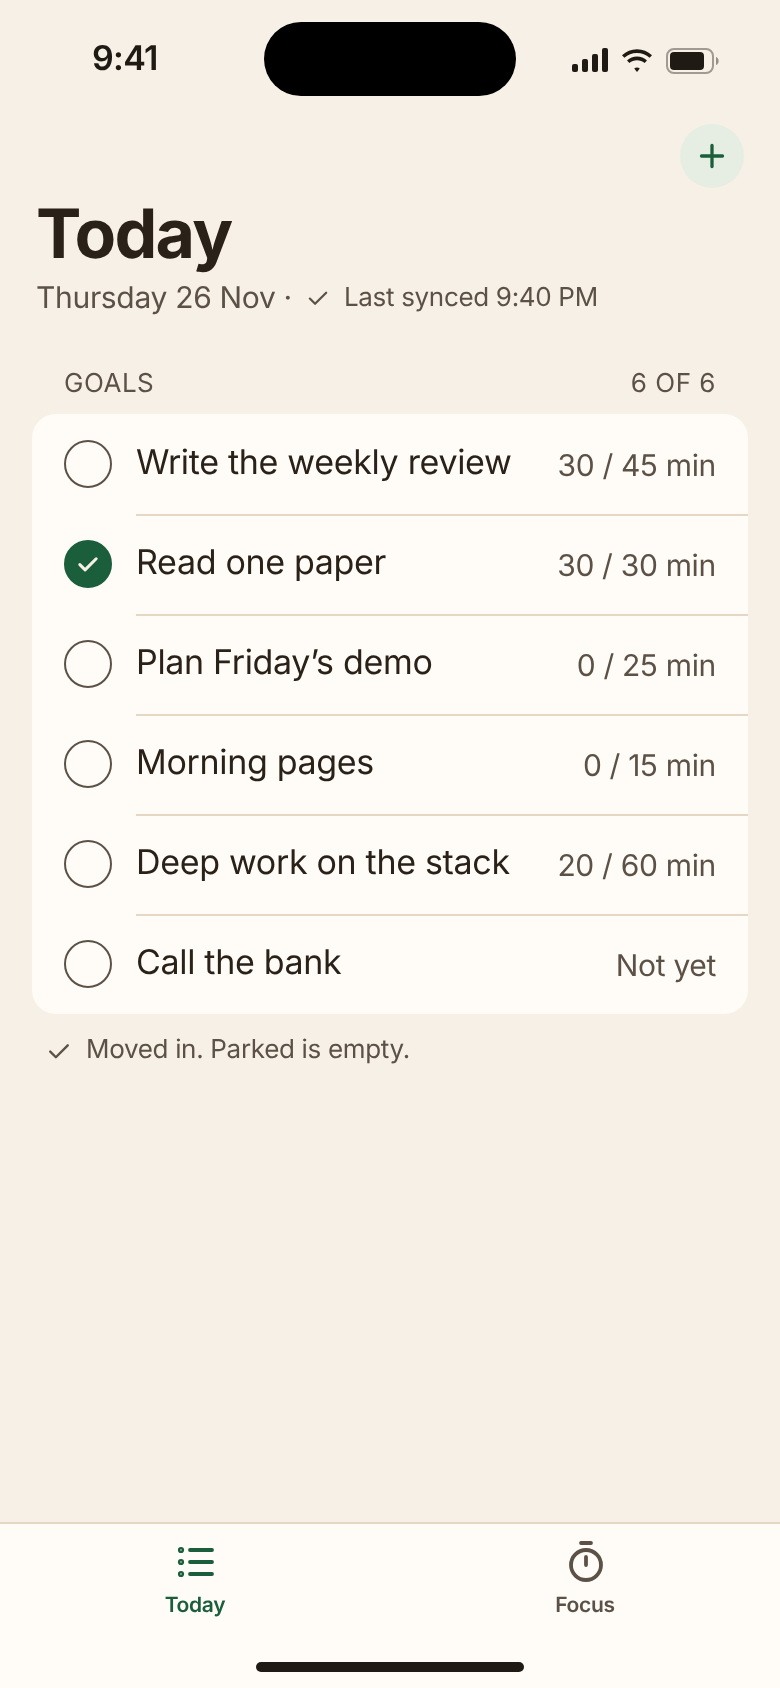 9:41
Today
Thursday 26 Nov · Last synced 9:40 PM
GOALS 6 OF 6
Write the weekly review 30 / 45 min
Read one paper 30 / 30 min
Plan Friday’s demo 0 / 25 min
Morning pages 0 / 15 min
Deep work on the stack 20 / 60 min
Call the bank Not yet
Moved in. Parked is empty.
Today Focus